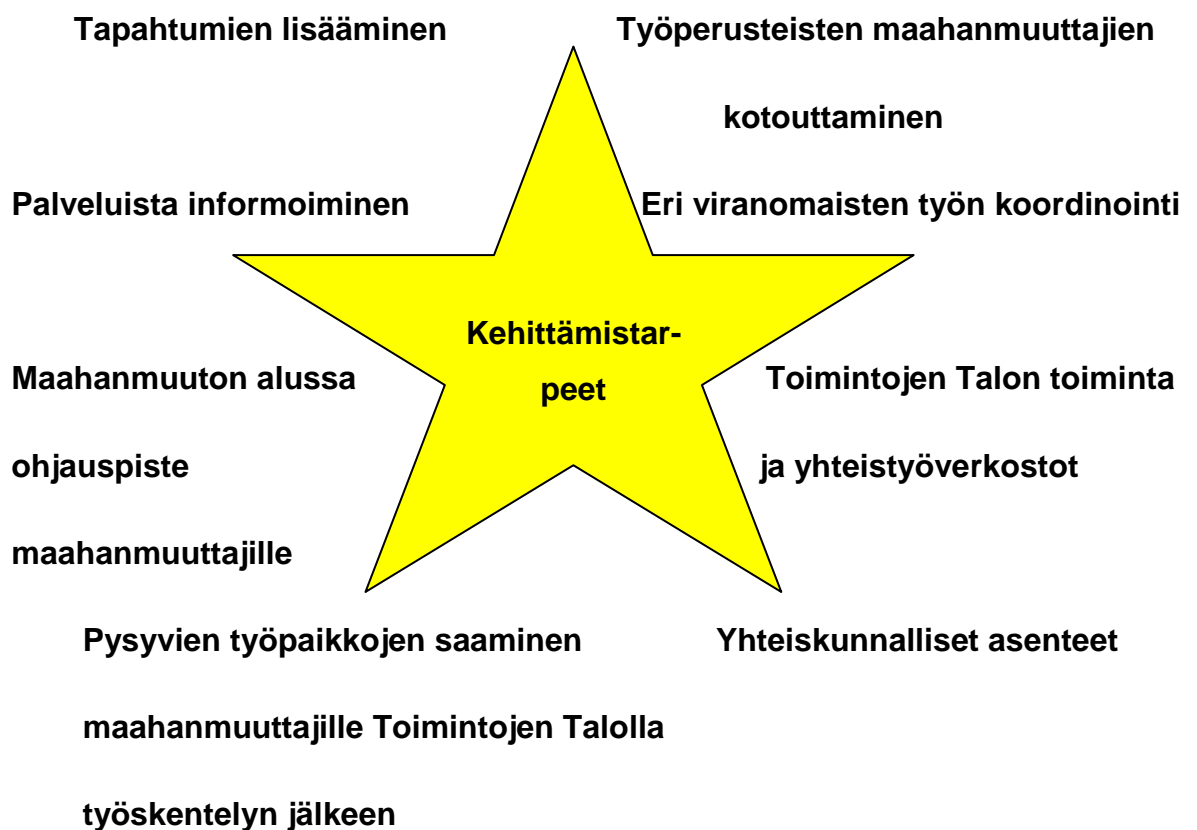 Tapahtumien lisääminen
Työperusteisten maahanmuuttajien
kotouttaminen
Palveluista informoiminen
Eri viranomaisten työn koordinointi
Kehittämistar-
peet
Maahanmuuton alussa
ohjauspiste
maahanmuuttajille
Toimintojen Talon toiminta
ja yhteistyöverkostot
Pysyvien työpaikkojen saaminen
maahanmuuttajille Toimintojen Talolla
työskentelyn jälkeen
Yhteiskunnalliset asenteet